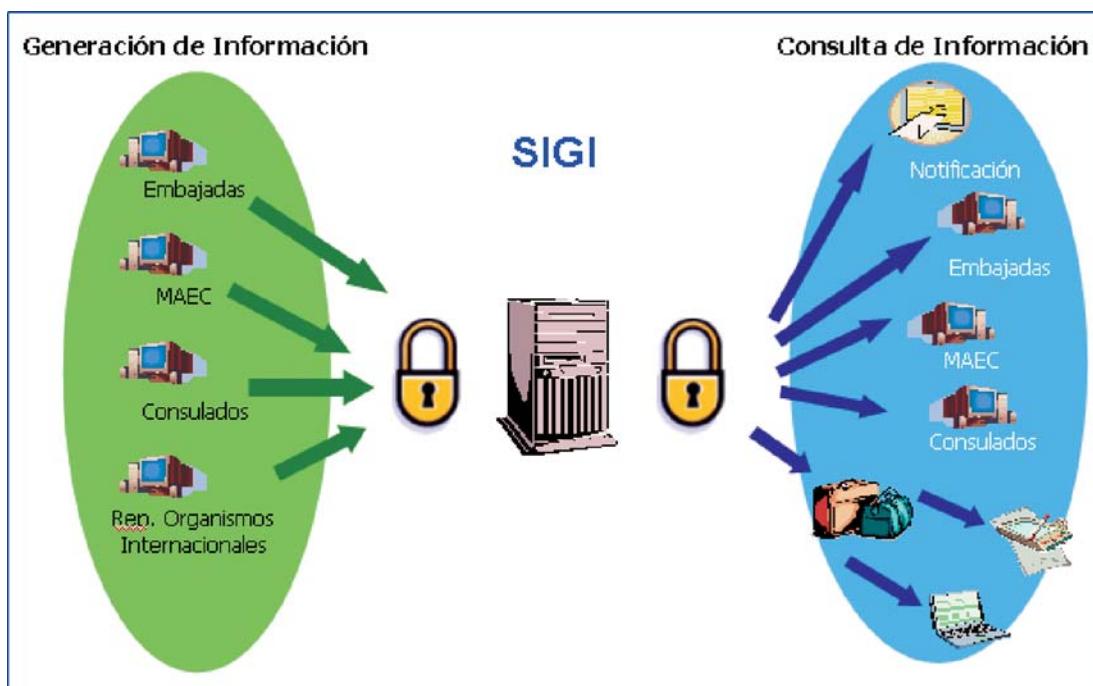 Generación de Información
Consulta de Información
SIGI
Embajadas
MAEC
Consulados
Rep. Organismos
Internacionales
Notificación
Embajadas
MAEC
Consulados